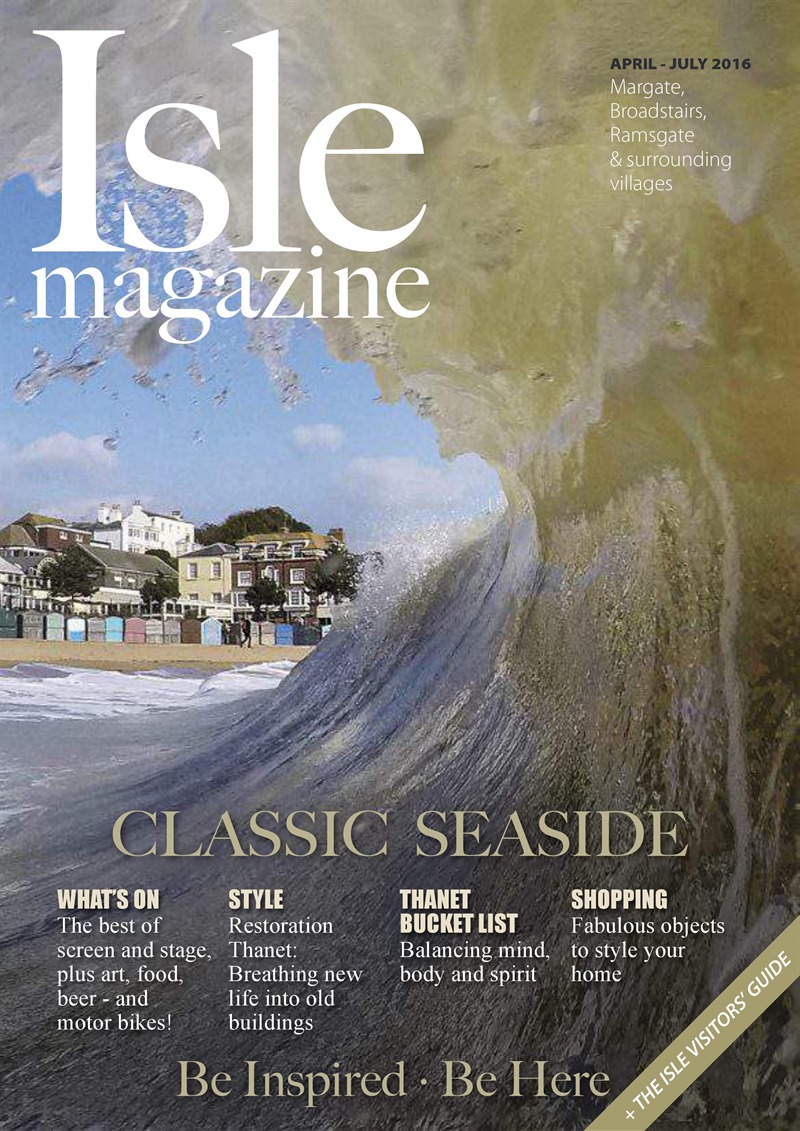 Isle
magazine
APRIL - JULY 2016
Margate,
Broadstairs,
Ramsgate
& surrounding
villages
CLASSIC SEASIDE
WHAT'S ON
The best of
screen and stage,
plus art, food,
beer - and
motor bikes!
STYLE
Restoration
Thanet:
Breathing new
life into old
buildings
THANET
BUCKET LIST
Balancing mind,
body and spirit
SHOPPING
Fabulous objects
to style your
home
+ THE ISLE VISITORS' GUIDE
Be Inspired · Be Here